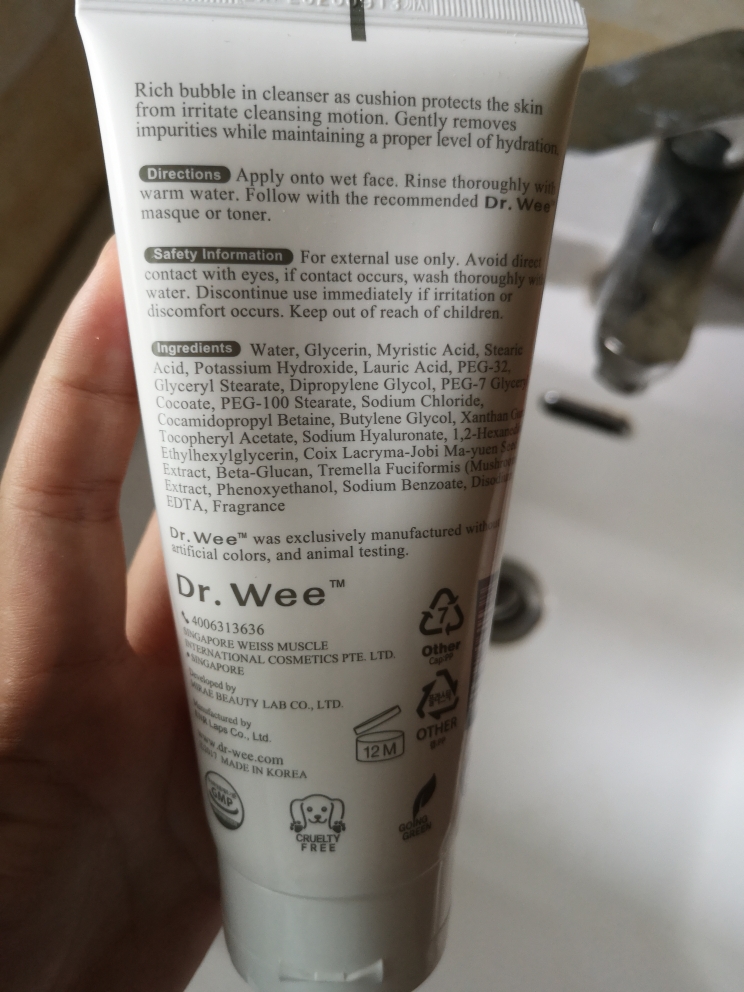 Rich bubble in cleanser as cushion protects the skin
from irritate cleansing motion. Gently removes
impurities while maintaining a proper level of hydration.
Directions Apply onto wet face. Rinse thoroughly with
warm water. Follow with the recommended Dr.Wee™
masque or toner.
Safety Information For external use only. Avoid direct
contact with eyes, if contact occurs, wash thoroughly with
water. Discontinue use immediately if irritation or
discomfort occurs. Keep out of reach of children.
Ingredients Water, Glycerin, Myristic Acid, Stearic
Acid, Potassium Hydroxide, Lauric Acid, PEG-32,
Glyceryl Stearate, Dipropylene Glycol, PEG-7 Glyceryl
Cocoate, PEG-100 Stearate, Sodium Chloride,
Cocamidopropyl Betaine, Butylene Glycol, Xanthan
Tocopheryl Acetate, Sodium Hyaluronate,
Ethylhexylglycerin, Coix Lacryma-Jobi Ma-yuen
Extract, Beta-Glucan, Tremella Fuciformis
Extract, Phenoxyethanol, Sodium Benzoate,
EDTA, Fragrance
Dr.Wee™ was exclusively manufactured
artificial colors, and animal testing.
Dr. Wee™
4006313636
SINGAPORE WEISS MUSCLE
INTERNATIONAL COSMETICS PTE. LTD.
•SINGAPORE
Developed by
BEAUTY LAB CO., LTD.
Manufactured by
Laps Co., Ltd.
www.dr-wee.com
MADE IN KOREA
7
Other
OTHER
12M
GMP
CRUELTY
FREE
GOING
GREEN